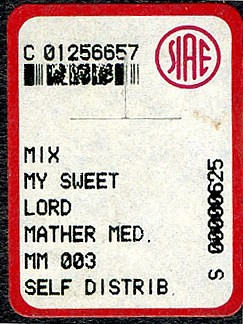 C 01256657
SIAE
MIX
MY SWEET
LORD
MATHER MED.
MM 003
SELF DISTRIB.
S 00000625